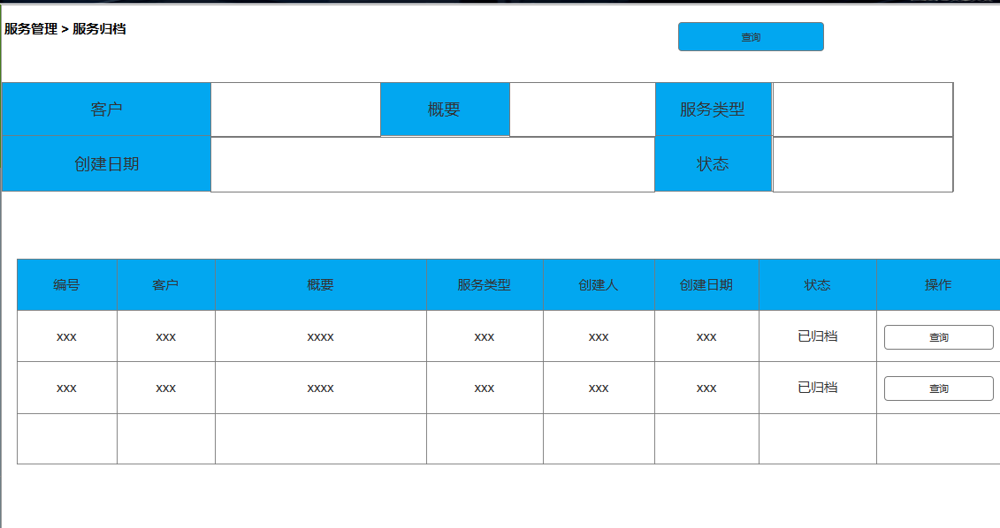 服务管理 > 服务归档
查询
客户 概要 服务类型
创建日期 状态
编号 客户 概要 服务类型 创建人 创建日期 状态 操作
xxx xxx xxxx xxx xxx xxx 已归档 查询
xxx xxx xxxx xxx xxx xxx 已归档 查询